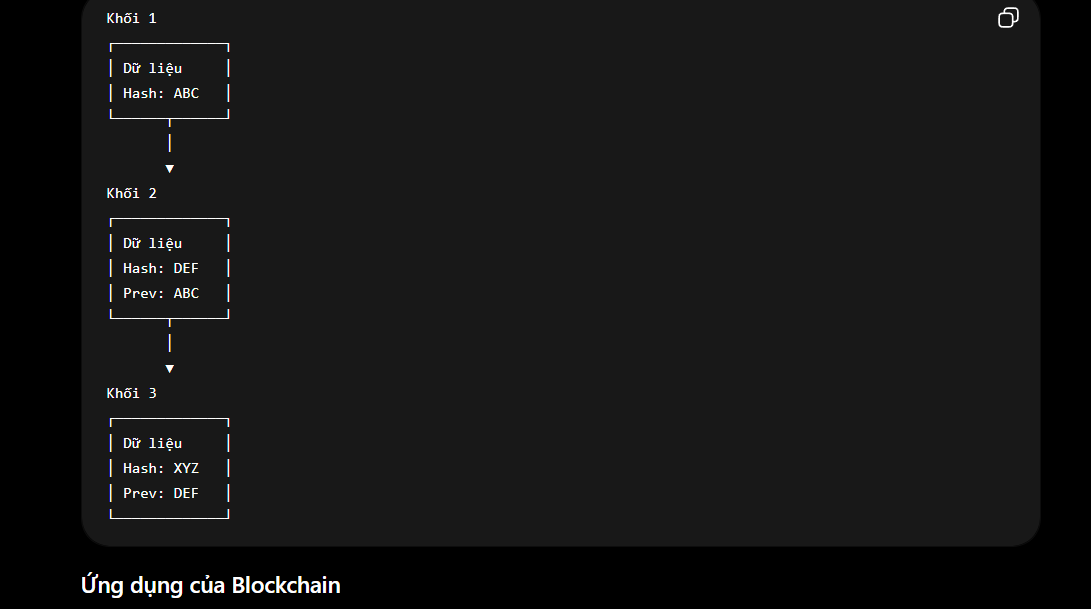 Khối 1
Dữ liệu
Hash: ABC
Khối 2
Dữ liệu
Hash: DEF
Prev: ABC
Khối 3
Dữ liệu
Hash: XYZ
Prev: DEF
Ứng dụng của Blockchain